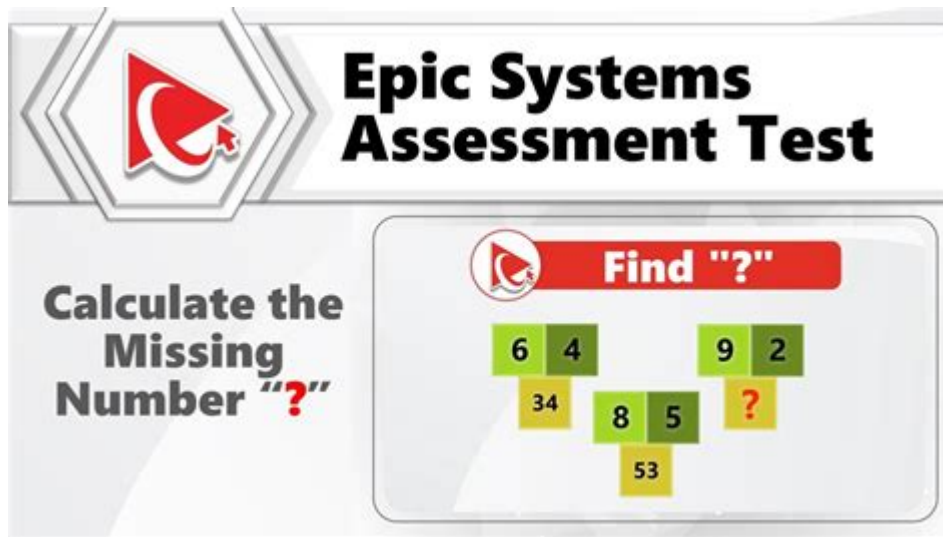 Epic Systems
Assessment Test
Calculate the
Missing
Number “?”
Find "?"
6 4
34
8 5
53
9 2
?